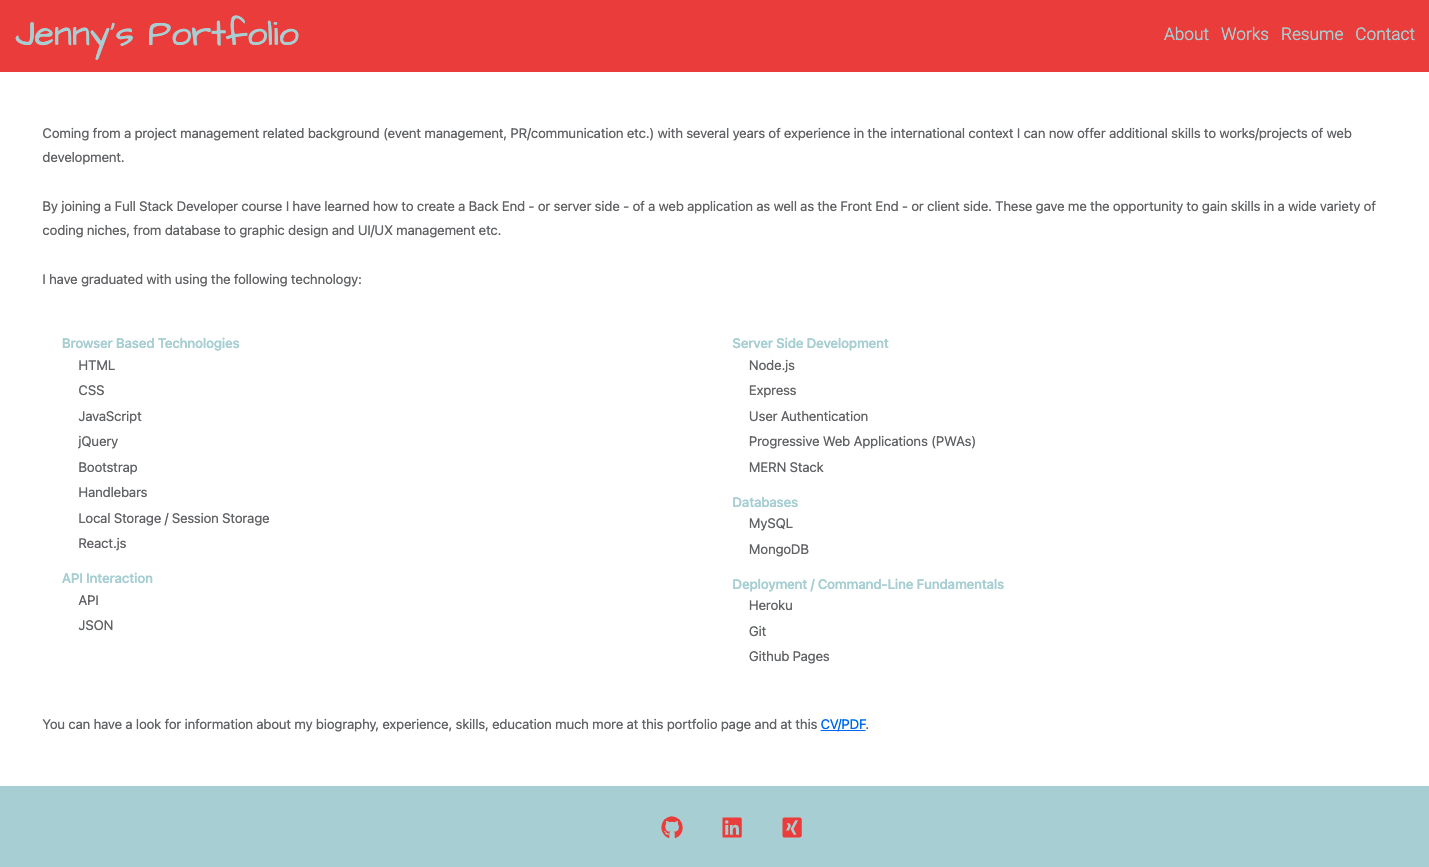 Jenny's Portfolio
About Works Resume Contact
Coming from a project management related background (event management, PR/communication etc.) with several years of experience in the international context I can now offer additional skills to works/projects of web
development.
By joining a Full Stack Developer course I have learned how to create a Back End - or server side - of a web application as well as the Front End - or client side. These gave me the opportunity to gain skills in a wide variety of
coding niches, from database to graphic design and UI/UX management etc.
I have graduated with using the following technology:
Browser Based Technologies
HTML
CSS
JavaScript
jQuery
Bootstrap
Handlebars
Local Storage / Session Storage
React.js
API Interaction
API
JSON
Server Side Development
Node.js
Express
User Authentication
Progressive Web Applications (PWAs)
MERN Stack
Databases
MySQL
MongoDB
Deployment / Command-Line Fundamentals
Heroku
Git
Github Pages
You can have a look for information about my biography, experience, skills, education much more at this portfolio page and at this CV/PDF.
in